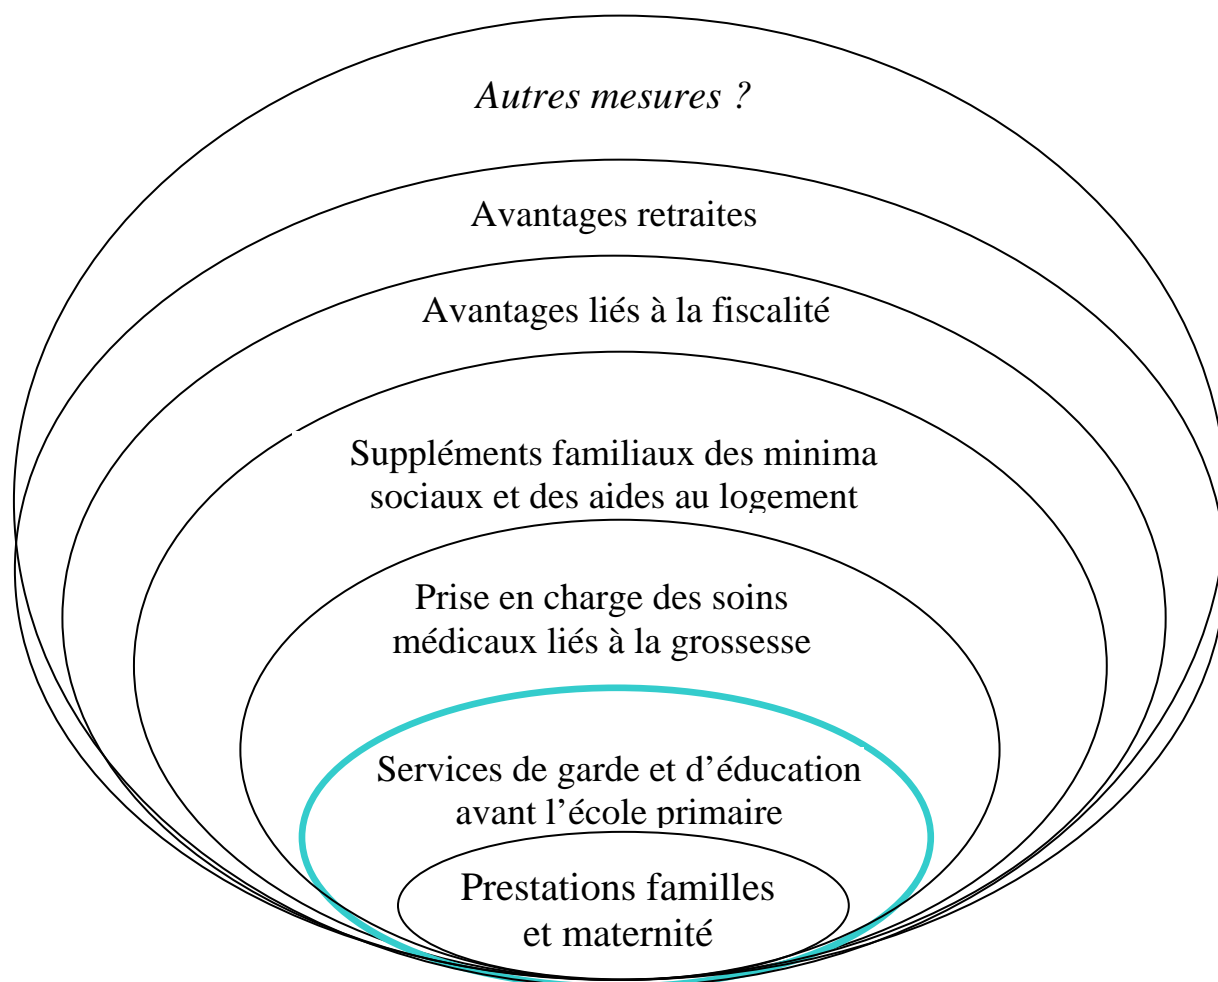 Autres mesures ?
Avantages retraites
Avantages liés à la fiscalité
Suppléments familiaux des minima
sociaux et des aides au logement
Prise en charge des soins
médicaux liés à la grossesse
Services de garde et d’éducation
avant l’école primaire
Prestations familles
et maternité